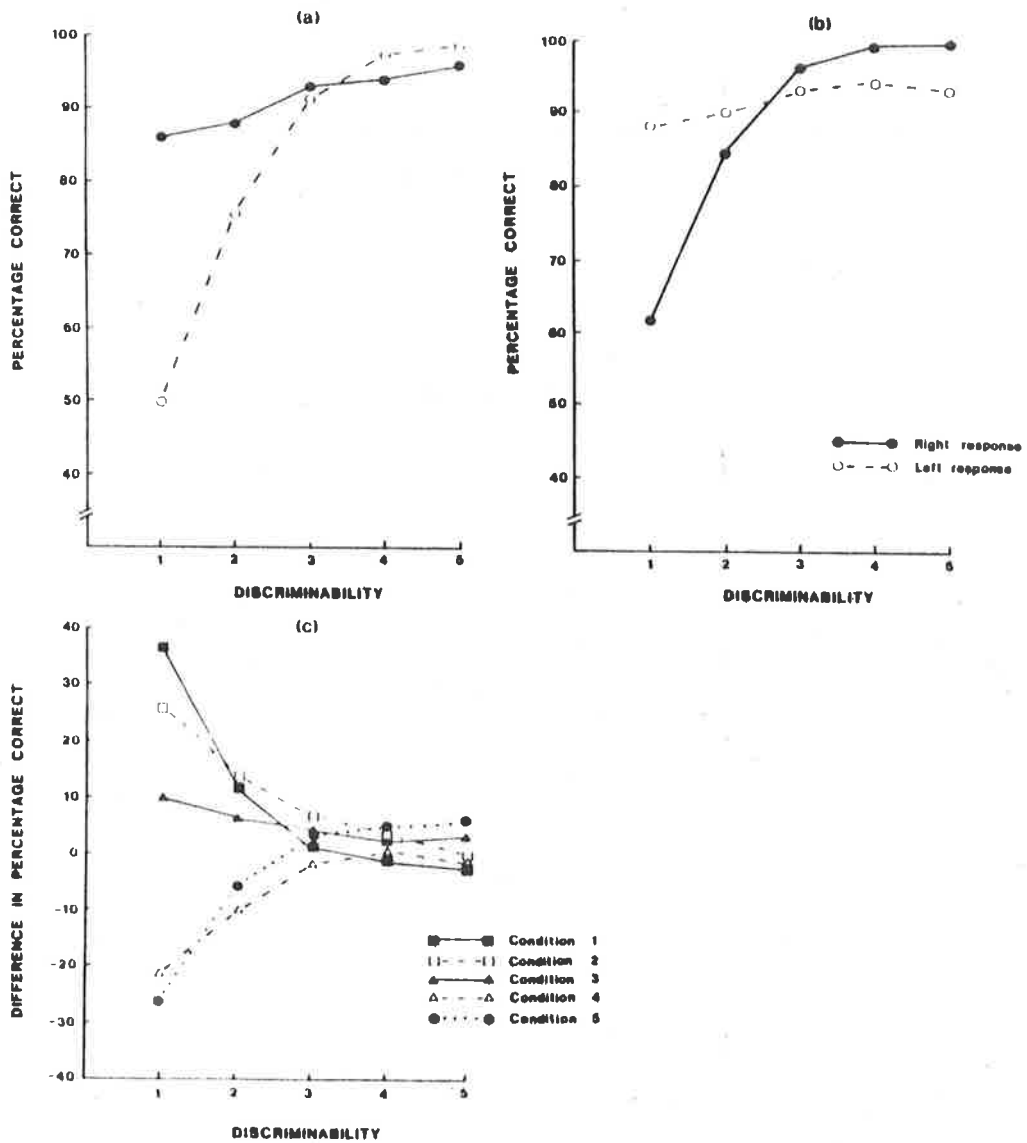 (a)
100
90
80
70
60
50
40
PERCENTAGE CORRECT
1 2 3 4 5
DISCRIMINABILITY
(b)
100
90
80
70
60
50
40
PERCENTAGE CORRECT
Right response
Left response
1 2 3 4 5
DISCRIMINABILITY
(c)
40
30
20
10
0
-10
-20
-30
-40
DIFFERENCE IN PERCENTAGE CORRECT
Condition 1
Condition 2
Condition 3
Condition 4
Condition 5
1 2 3 4 5
DISCRIMINABILITY